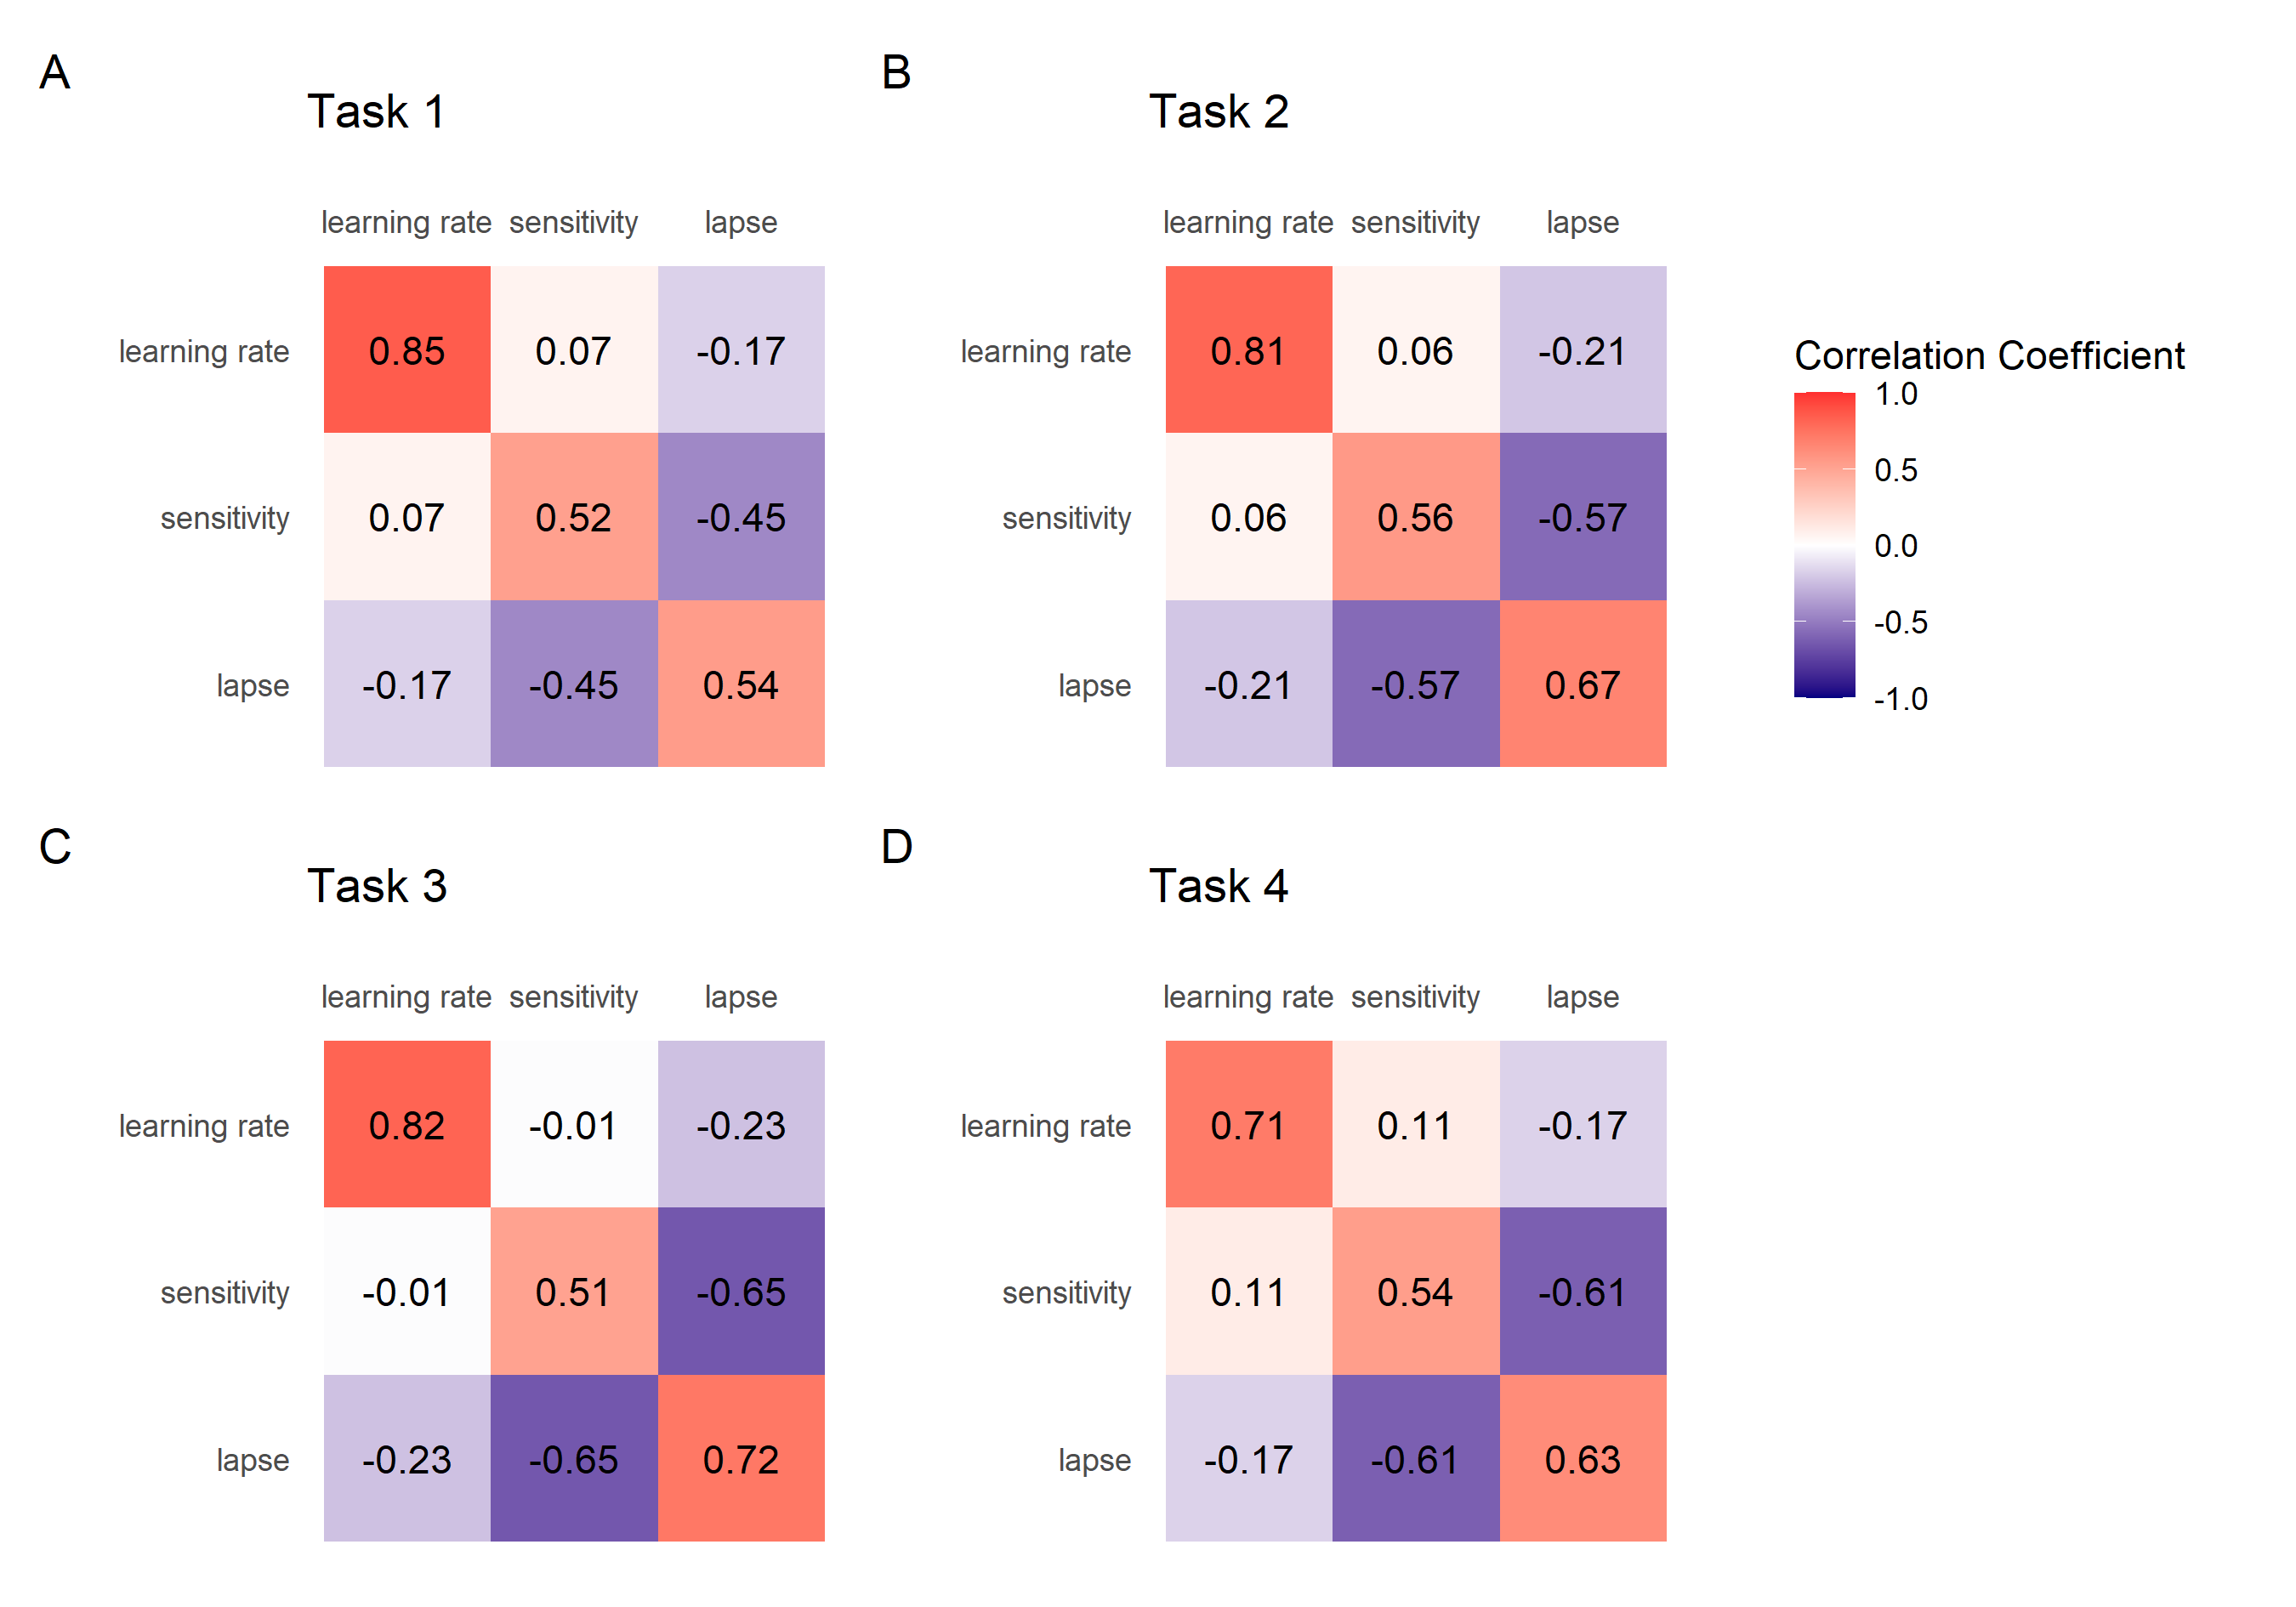 A
Task 1
learning rate sensitivity lapse
learning rate 0.85 0.07 -0.17
sensitivity 0.07 0.52 -0.45
lapse -0.17 -0.45 0.54
B
Task 2
learning rate sensitivity lapse
learning rate 0.81 0.06 -0.21
sensitivity 0.06 0.56 -0.57
lapse -0.21 -0.57 0.67
Correlation Coefficient
1.0
0.5
0.0
-0.5
-1.0
C
Task 3
learning rate sensitivity lapse
learning rate 0.82 -0.01 -0.23
sensitivity -0.01 0.51 -0.65
lapse -0.23 -0.65 0.72
D
Task 4
learning rate sensitivity lapse
learning rate 0.71 0.11 -0.17
sensitivity 0.11 0.54 -0.61
lapse -0.17 -0.61 0.63